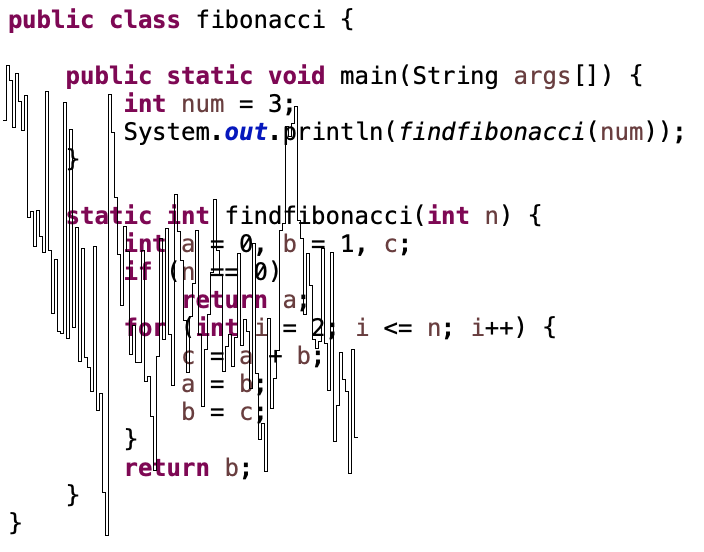 public class fibonacci {
public static void main(String args[]) {
int num = 3;
System.out.println(findfibonacci(num));
}
static int findfibonacci(int n) {
int a = 0, b = 1, c;
if (n == 0)
return a;
for (int i = 2; i <= n; i++) {
c = a + b;
a = b;
b = c;
}
return b;
}
}